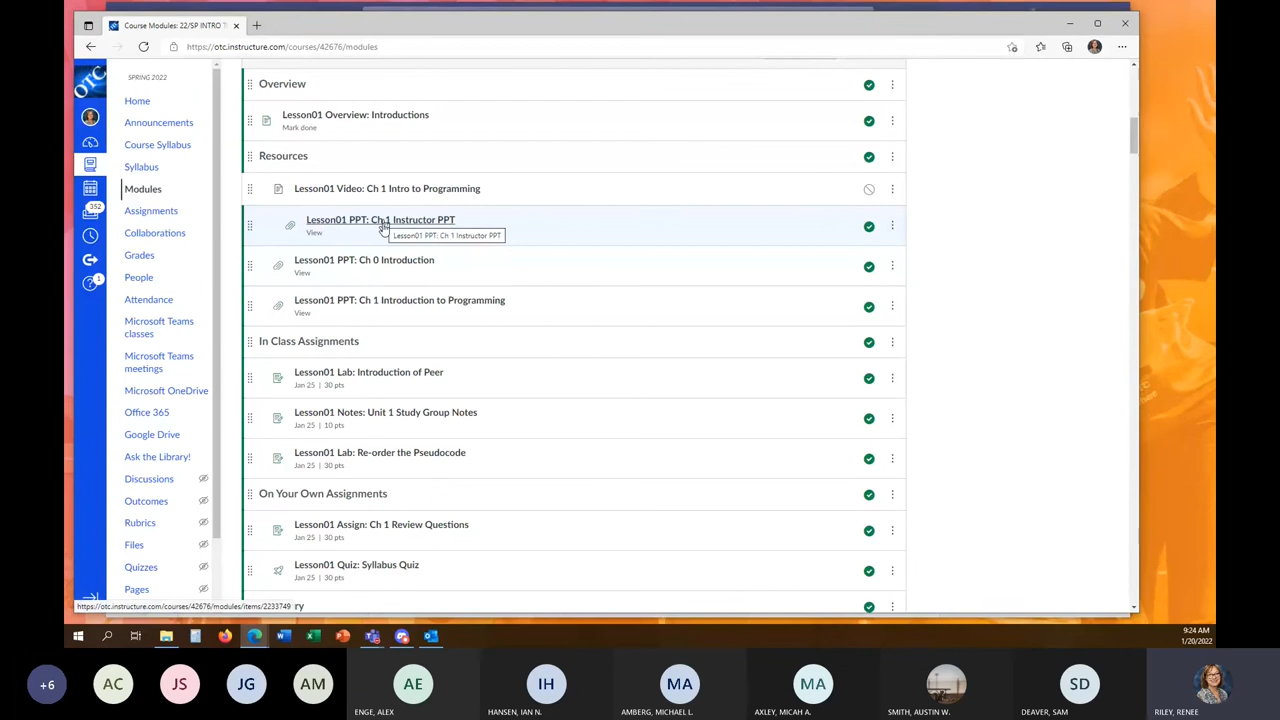 Course Modules: 22/SP INTRO T
https://otc.instructure.com/courses/42676/modules
OTC
SPRING 2022
Home
Announcements
Course Syllabus
Syllabus
Modules
Assignments
352
Collaborations
Grades
People
1
Attendance
Microsoft Teams
classes
Microsoft Teams
meetings
Microsoft OneDrive
Office 365
Google Drive
Ask the Library!
Discussions
Outcomes
Rubrics
Files
Quizzes
Pages
Overview
Lesson01 Overview: Introductions
Mark done
Resources
Lesson01 Video: Ch 1 Intro to Programming
Lesson01 PPT: Ch 1 Instructor PPT
View
Lesson01 PPT: Ch 1 Instructor PPT
Lesson01 PPT: Ch 0 Introduction
View
Lesson01 PPT: Ch 1 Introduction to Programming
View
In Class Assignments
Lesson01 Lab: Introduction of Peer
Jan 25 | 30 pts
Lesson01 Notes: Unit 1 Study Group Notes
Jan 25 | 10 pts
Lesson01 Lab: Re-order the Pseudocode
Jan 25 | 30 pts
On Your Own Assignments
Lesson01 Assign: Ch 1 Review Questions
Jan 25 | 30 pts
Lesson01 Quiz: Syllabus Quiz
Jan 25 | 30 pts
https://otc.instructure.com/courses/42676/modules/items/2233749
ry
9:24 AM
1/20/2022
+6
AC
JS
JG
AM
AE
IH
MA
MA
SD
ENGE, ALEX
HANSEN, IAN N.
AMBERG, MICHAEL L.
AXLEY, MICAH A.
SMITH, AUSTIN W.
DEAVER, SAM
RILEY, RENEE